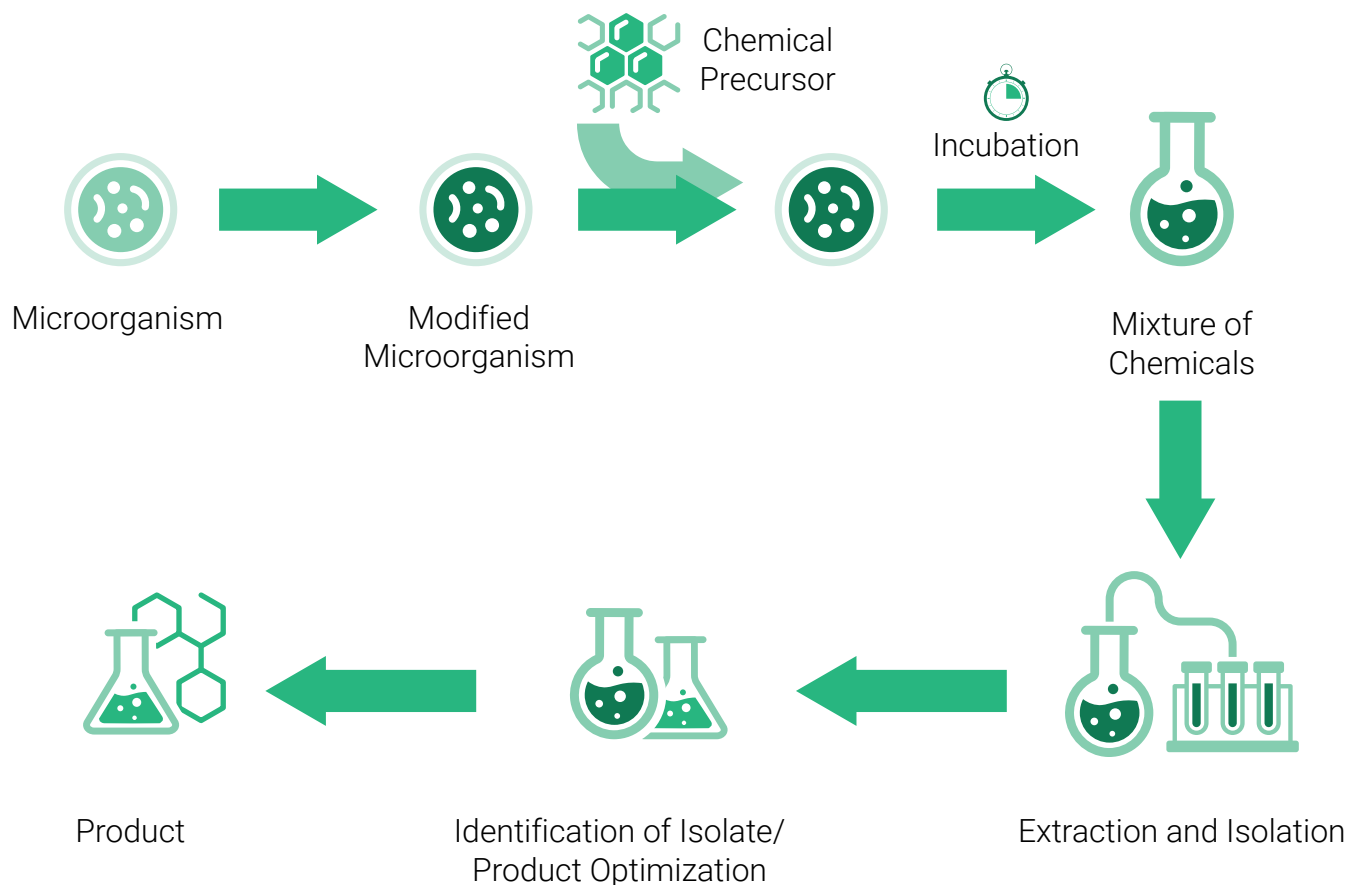 Chemical
Precursor
Incubation
Microorganism
Modified
Microorganism
Mixture of
Chemicals
Product
Identification of Isolate/
Product Optimization
Extraction and Isolation